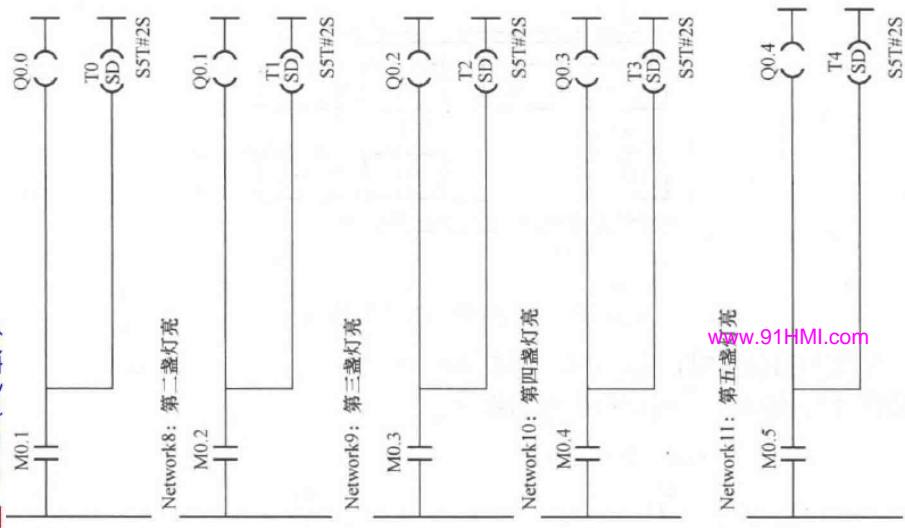 M0.1
Q0.0
T0
SD
S5T#2S
Network8：第二盏灯亮
M0.2
Q0.1
T1
SD
S5T#2S
Network9：第三盏灯亮
M0.3
Q0.2
T2
SD
S5T#2S
Network10：第四盏灯亮
M0.4
Q0.3
T3
SD
S5T#2S
Network11：第五盏灯亮
M0.5
Q0.4
T4
SD
S5T#2S
www.91HMI.com